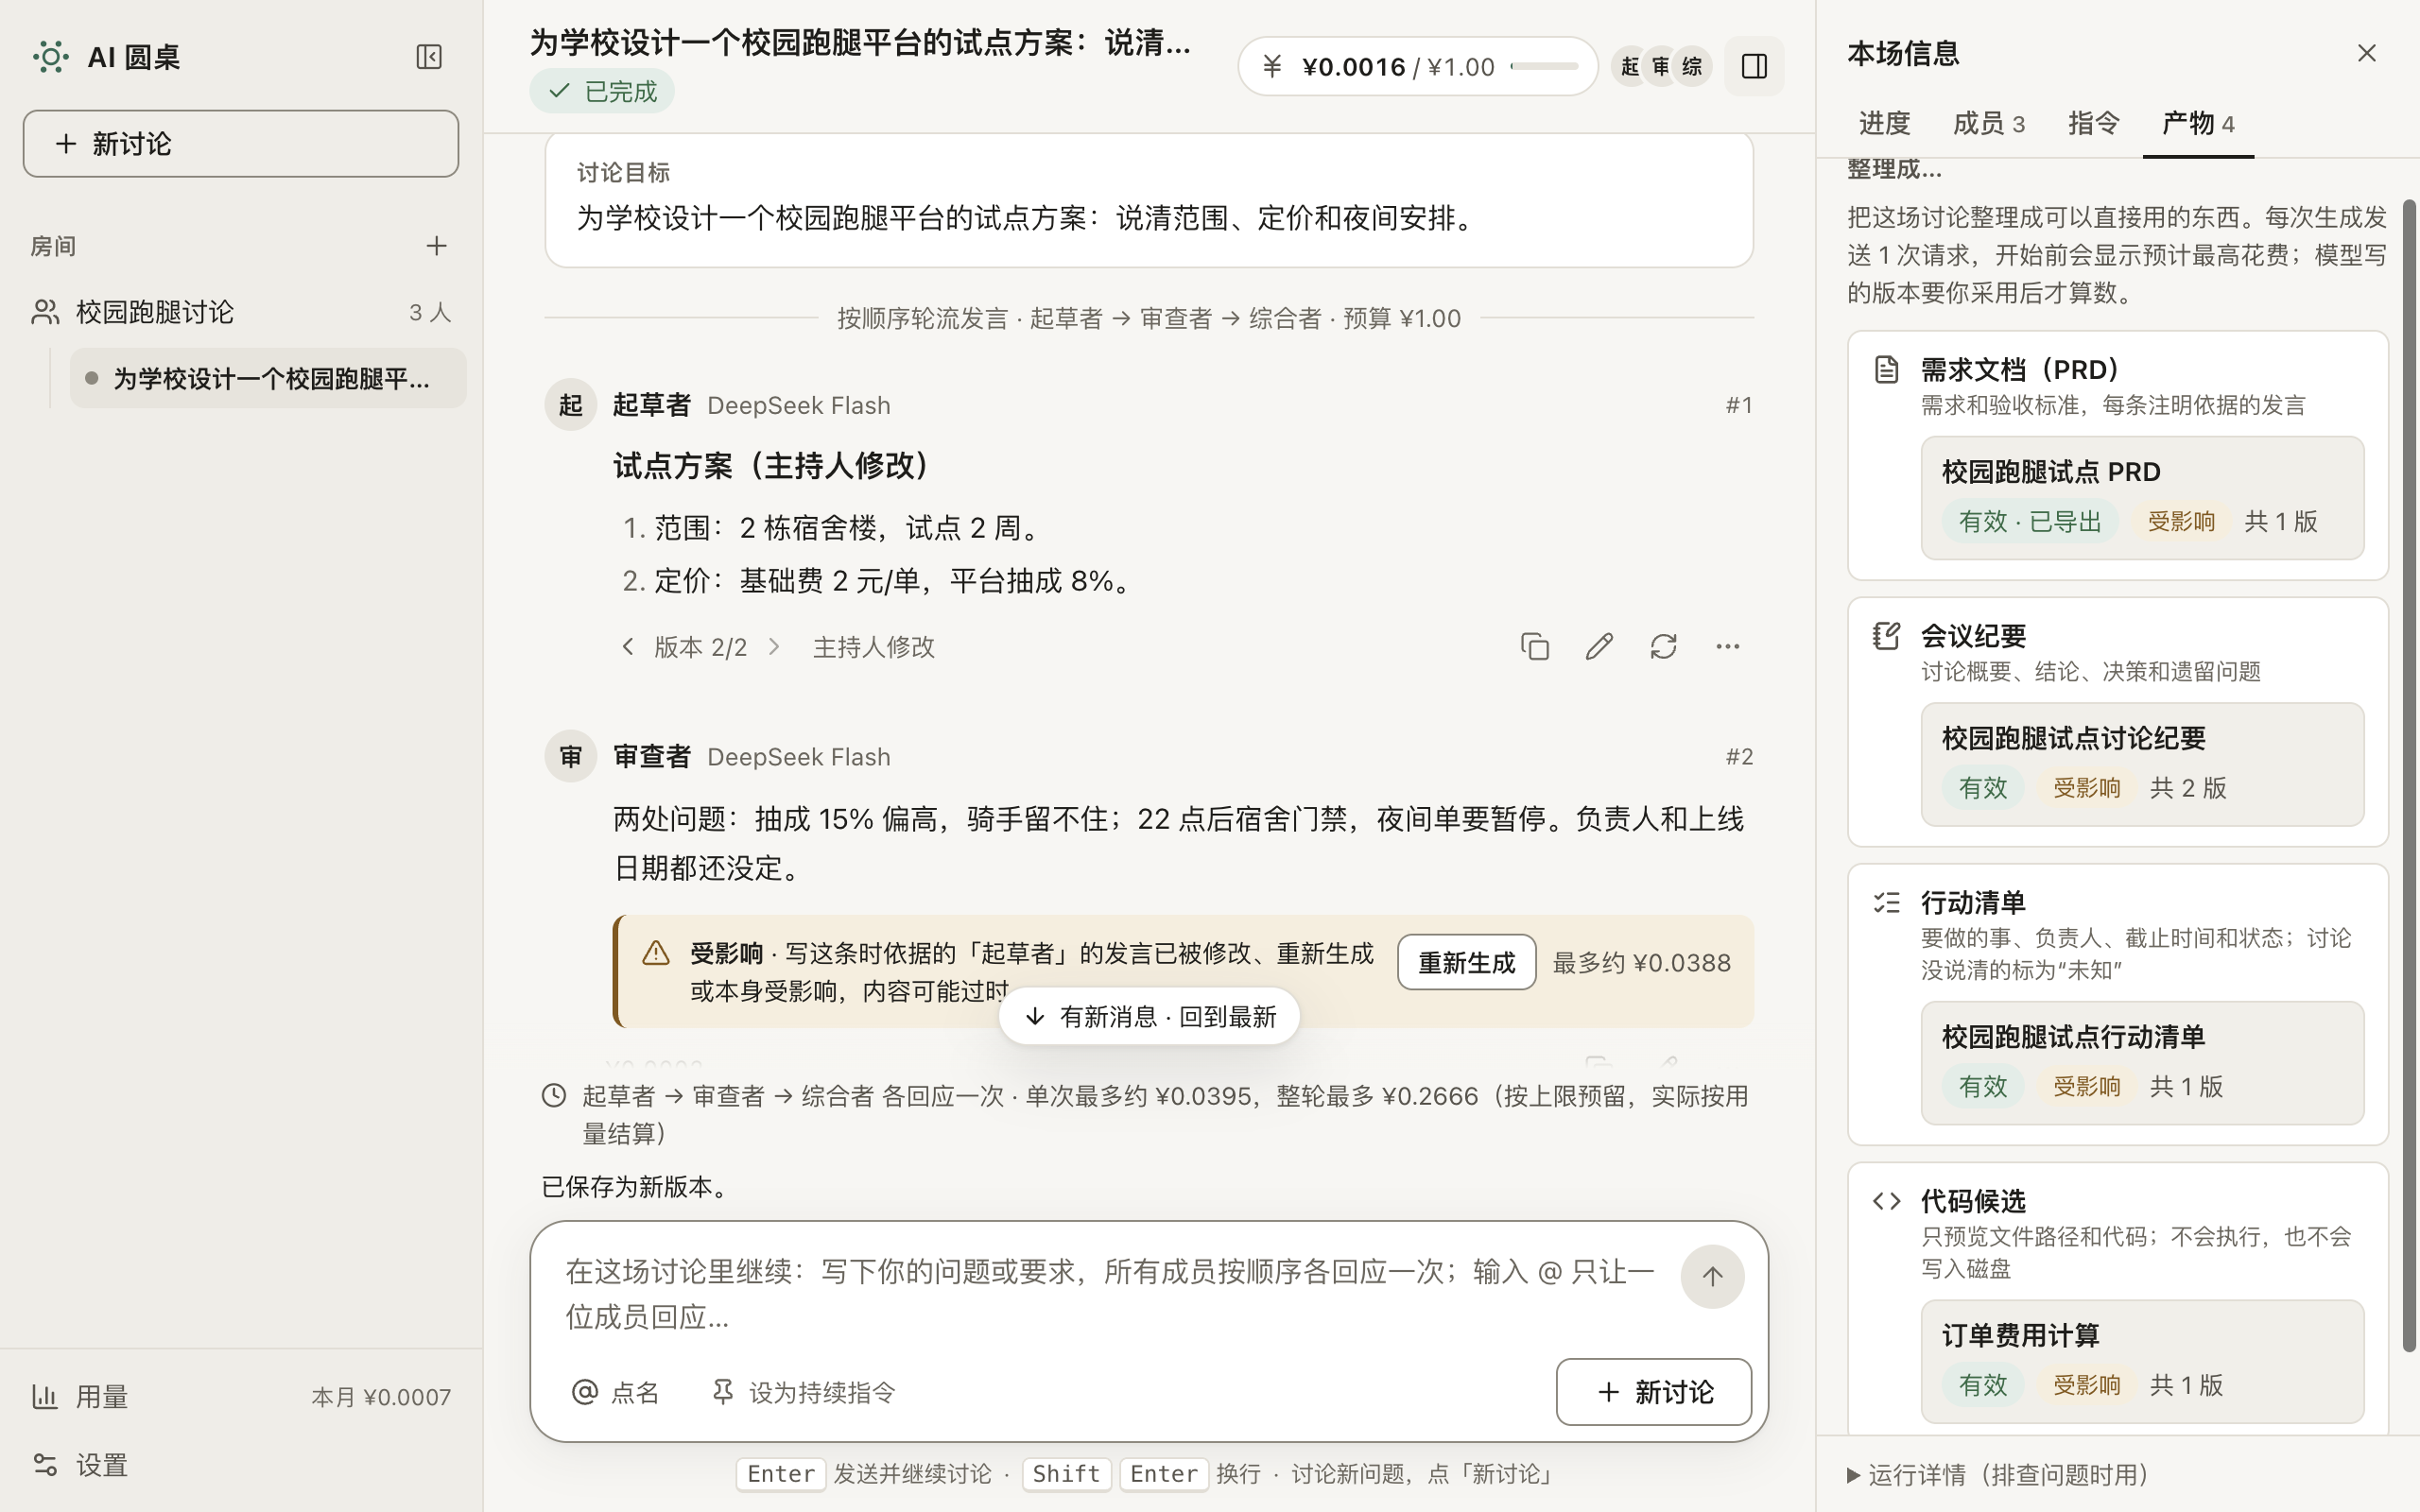 AI 圆桌
新讨论
房间
校园跑腿讨论 3 人
为学校设计一个校园跑腿平...
用量 本月 ¥0.0007
设置
为学校设计一个校园跑腿平台的试点方案：说清...
已完成
¥0.0016 / ¥1.00
起 审 综
讨论目标
为学校设计一个校园跑腿平台的试点方案：说清范围、定价和夜间安排。
按顺序轮流发言 · 起草者 → 审查者 → 综合者 · 预算 ¥1.00
起 起草者 DeepSeek Flash #1
试点方案（主持人修改）
1. 范围：2 栋宿舍楼，试点 2 周。
2. 定价：基础费 2 元/单，平台抽成 8%。
版本 2/2 主持人修改
审 审查者 DeepSeek Flash #2
两处问题：抽成 15% 偏高，骑手留不住；22 点后宿舍门禁，夜间单要暂停。负责人和上线
日期都还没定。
受影响 · 写这条时依据的「起草者」的发言已被修改、重新生成
或本身受影响，内容可能过时
重新生成 最多约 ¥0.0388
有新消息 · 回到最新
起草者 → 审查者 → 综合者 各回应一次 · 单次最多约 ¥0.0395，整轮最多 ¥0.2666（按上限预留，实际按用
量结算）
已保存为新版本。
在这场讨论里继续：写下你的问题或要求，所有成员按顺序各回应一次；输入 @ 只让一
位成员回应...
@ 点名 设为持续指令
新讨论
Enter 发送并继续讨论 · Shift Enter 换行 · 讨论新问题，点「新讨论」
本场信息
进度 成员 3 指令 产物 4
整理成...
把这场讨论整理成可以直接用的东西。每次生成发
送 1 次请求，开始前会显示预计最高花费；模型写
的版本要你采用后才算数。
需求文档（PRD）
需求和验收标准，每条注明依据的发言
校园跑腿试点 PRD
有效 · 已导出 受影响 共 1 版
会议纪要
讨论概要、结论、决策和遗留问题
校园跑腿试点讨论纪要
有效 受影响 共 2 版
行动清单
要做的事、负责人、截止时间和状态；讨论
没说清的标为“未知”
校园跑腿试点行动清单
有效 受影响 共 1 版
代码候选
只预览文件路径和代码；不会执行，也不会
写入磁盘
订单费用计算
有效 受影响 共 1 版
运行详情（排查问题时用）